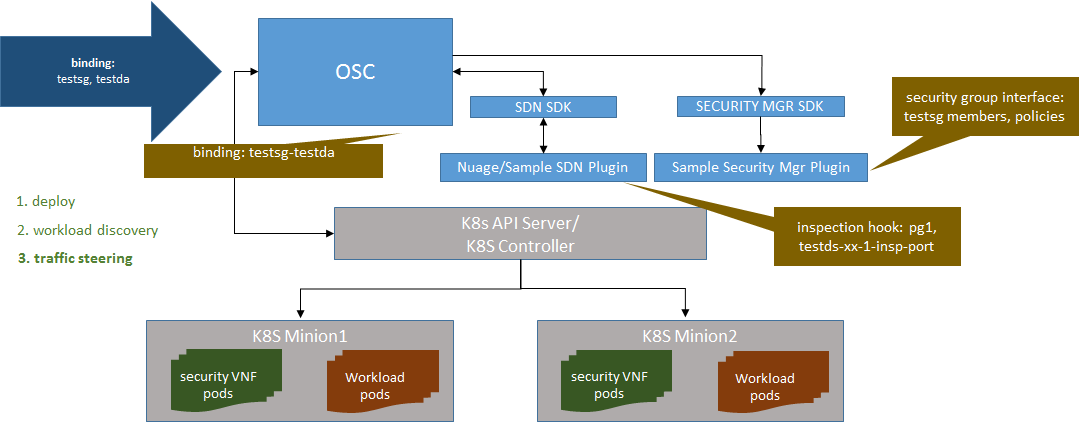 binding:
testsg, testda
OSC
SDN SDK
SECURITY MGR SDK
security group interface:
testsg members, policies
binding: testsg-testda
Nuage/Sample SDN Plugin
Sample Security Mgr Plugin
1. deploy
2. workload discovery
3. traffic steering
K8s API Server/
K8S Controller
inspection hook: pg1,
testds-xx-1-insp-port
K8S Minion1
security VNF
pods
Workload
pods
K8S Minion2
security VNF
pods
Workload
pods